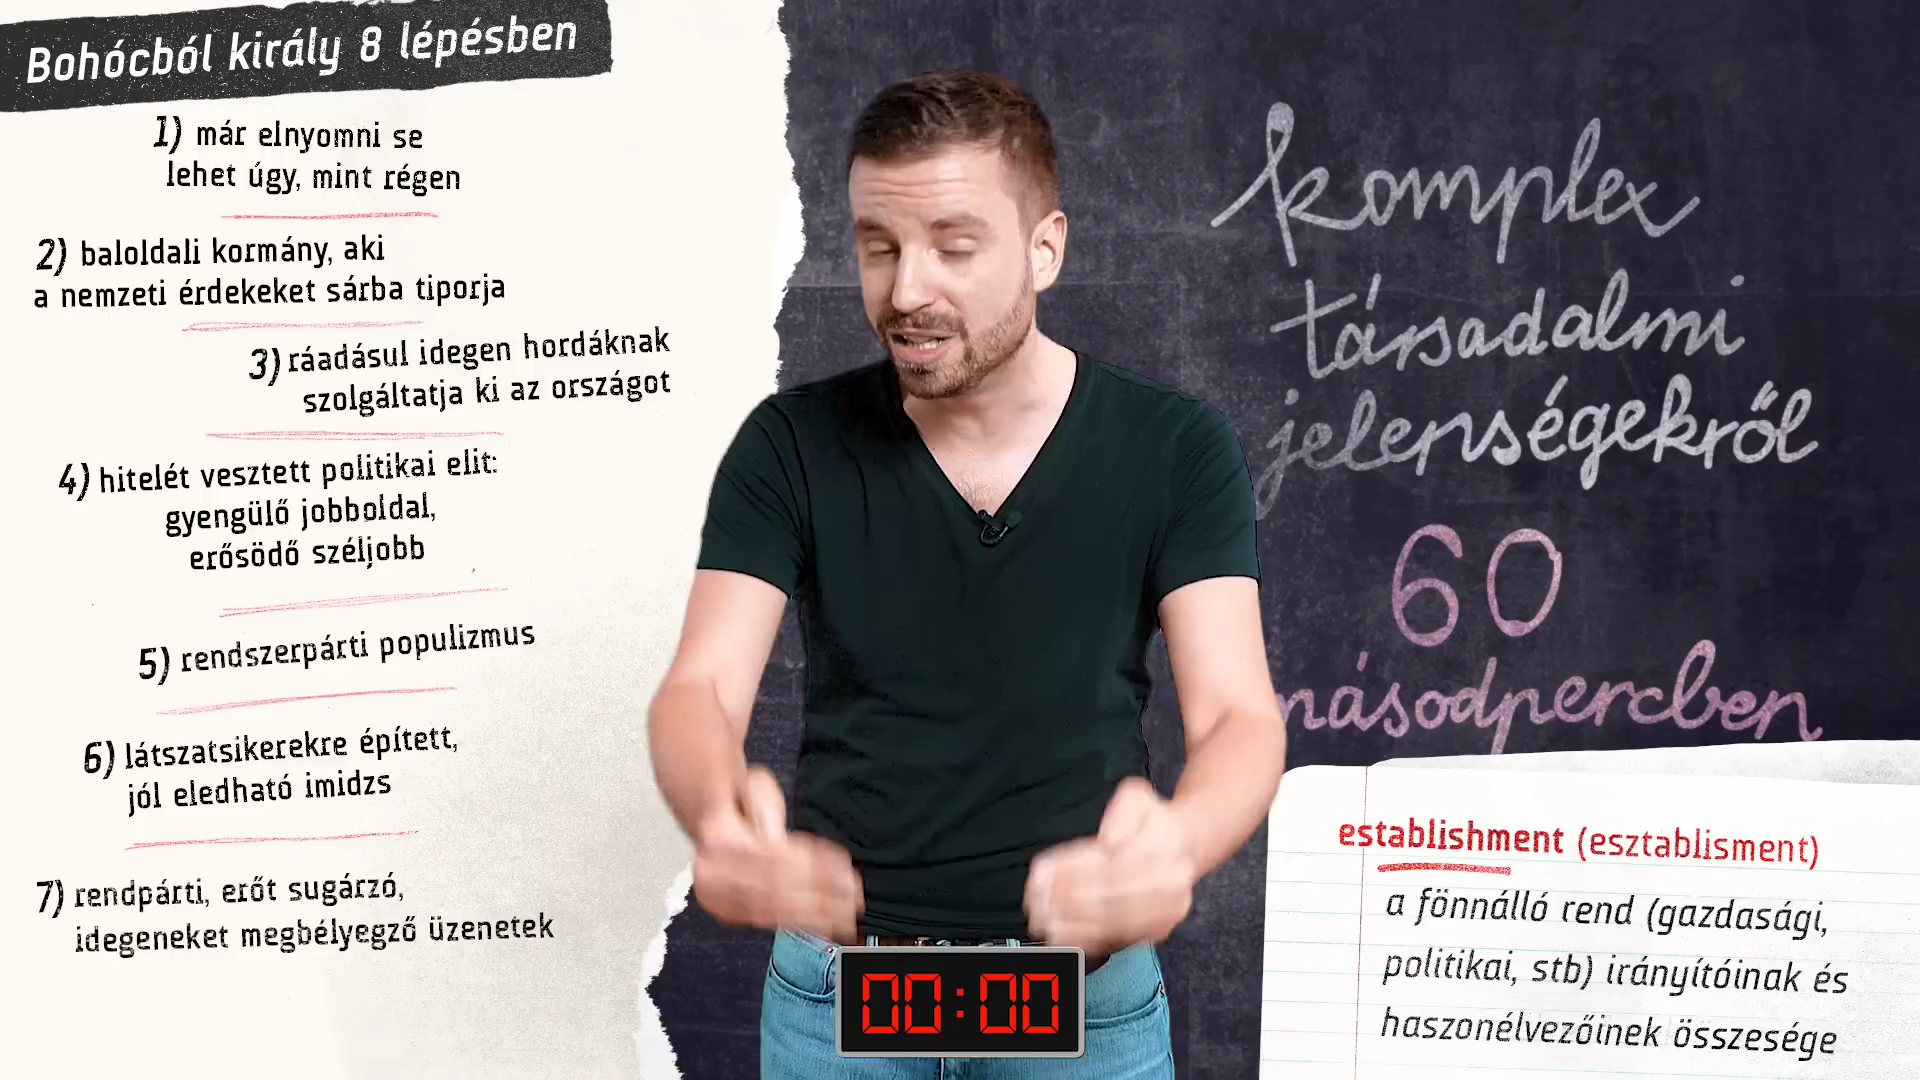 Bohócból király 8 lépésben
1) már elnyomni se
lehet úgy, mint régen
2) baloldali kormány, aki
a nemzeti érdekeket sárba tiporja
3) ráadásul idegen hordáknak
szolgáltatja ki az országot
4) hitelét vesztett politikai elit:
gyengülő jobboldal,
erősödő széljobb
5) rendszerpárti populizmus
6) látszatsikerekre épített,
jól eledható imidzs
7) rendpárti, erőt sugárzó,
idegeneket megbélyegző üzenetek
komplex
társadalmi
jelenségekről
60
másodpercben
establishment (esztablisment)
a fönnálló rend (gazdasági,
politikai, stb) irányítóinak és
haszonélvezőinek összesége
00:00